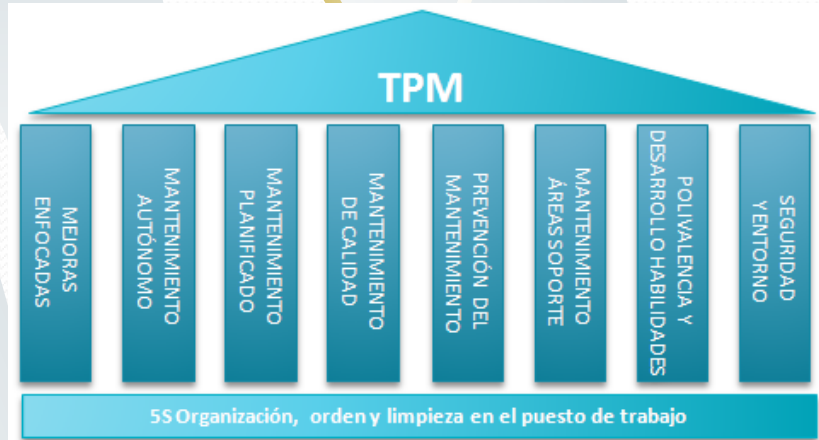 TPM
MEJORAS
ENFOCADAS
MANTENIMIENTO
AUTÓNOMO
MANTENIMIENTO
PLANIFICADO
MANTENIMIENTO
DE CALIDAD
PREVENCIÓN DEL
MANTENIMIENTO
MANTENIMIENTO
ÁREAS SOPORTE
POLIVALENCIA Y
DESARROLLO HABILIDADES
SEGURIDAD
Y ENTORNO
5S Organización, orden y limpieza en el puesto de trabajo